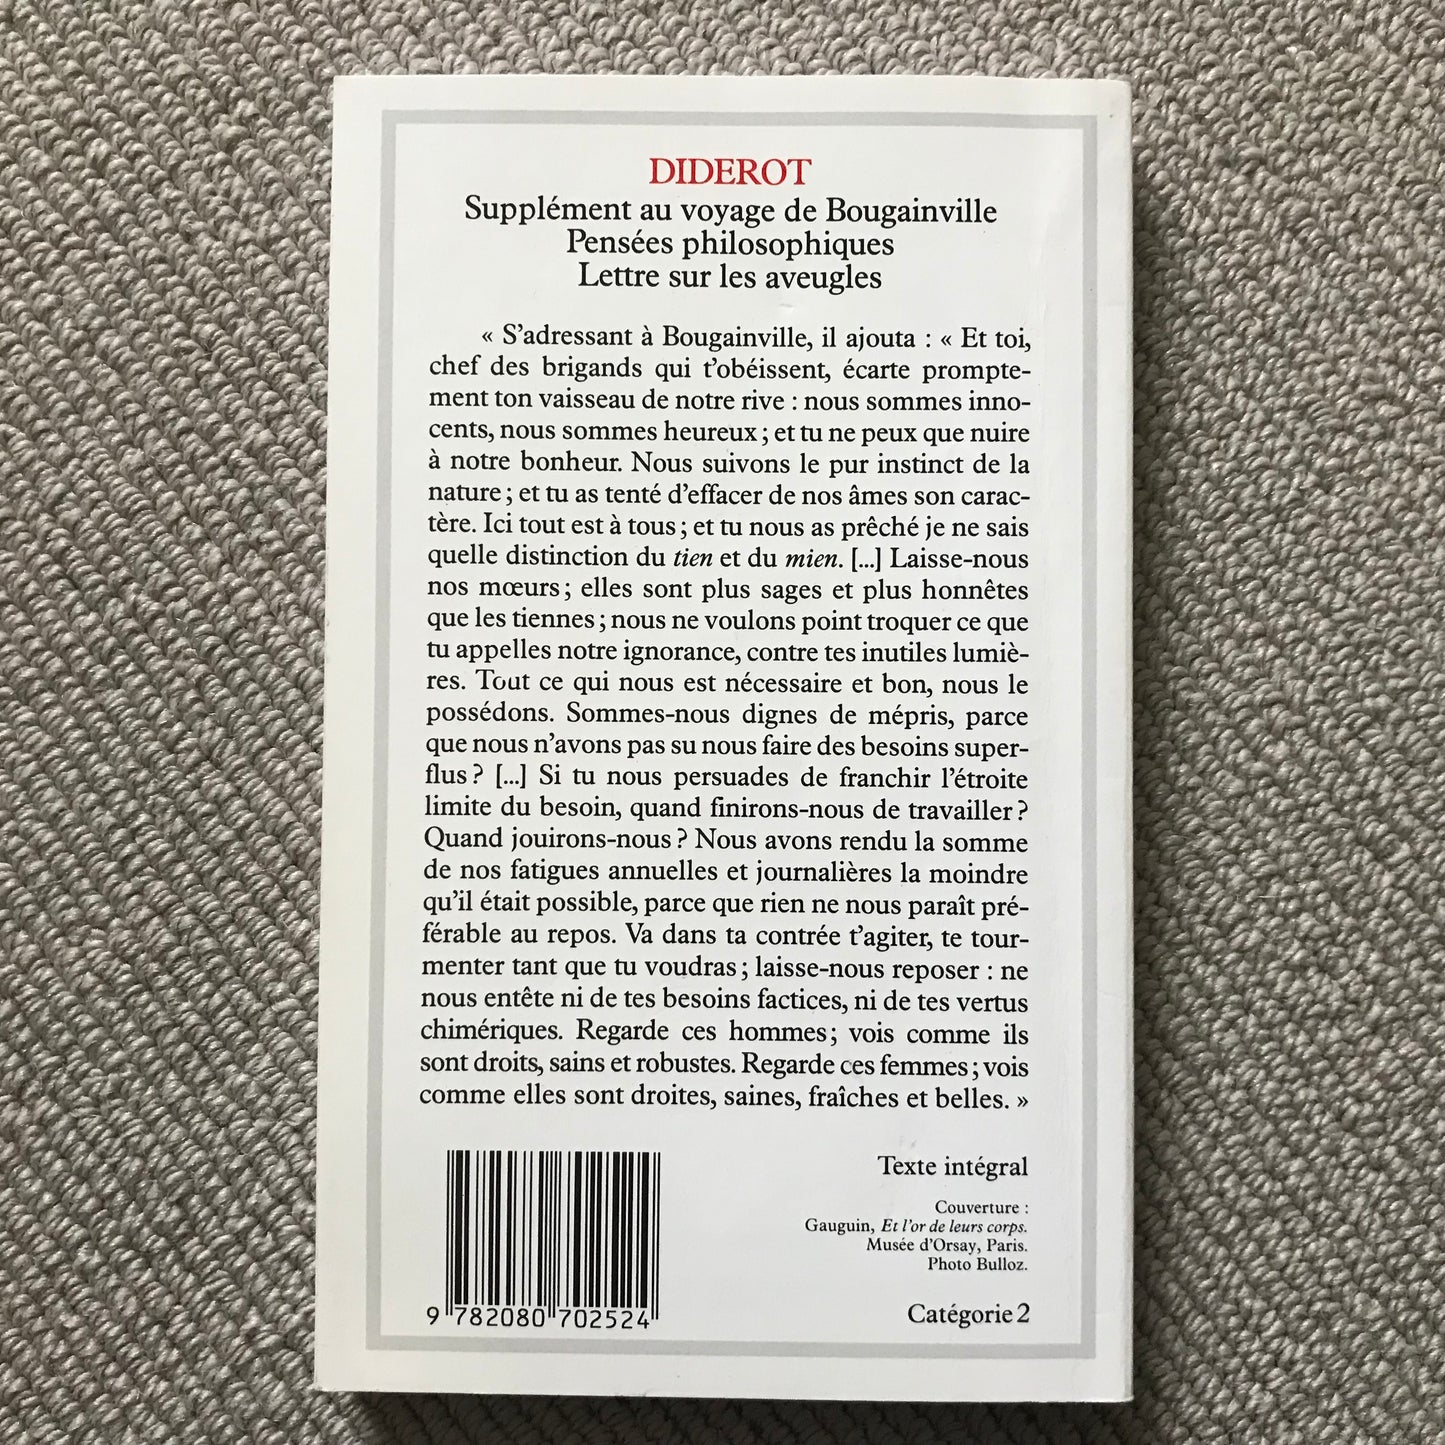 DIDEROT
Supplément au voyage de Bougainville
Pensées philosophiques
Lettre sur les aveugles
« S'adressant à Bougainville, il ajouta : « Et toi,
chef des brigands qui t'obéissent, écarte prompte-
ment ton vaisseau de notre rive : nous sommes inno-
cents, nous sommes heureux ; et tu ne peux que nuire
à notre bonheur. Nous suivons le pur instinct de la
nature ; et tu as tenté d'effacer de nos âmes son carac-
tère. Ici tout est à tous ; et tu nous as prêché je ne sais
quelle distinction du tien et du mien. [...] Laisse-nous
nos mœurs ; elles sont plus sages et plus honnêtes
que les tiennes ; nous ne voulons point troquer ce que
tu appelles notre ignorance, contre tes inutiles lumiè-
res. Tout ce qui nous est nécessaire et bon, nous le
possédons. Sommes-nous dignes de mépris, parce
que nous n'avons pas su nous faire des besoins super-
flus ? [...] Si tu nous persuades de franchir l'étroite
limite du besoin, quand finirons-nous de travailler ?
Quand jouirons-nous ? Nous avons rendu la somme
de nos fatigues annuelles et journalières la moindre
qu'il était possible, parce que rien ne nous paraît pré-
férable au repos. Va dans ta contrée t'agiter, te tour-
menter tant que tu voudras ; laisse-nous reposer : ne
nous entête ni de tes besoins factices, ni de tes vertus
chimériques. Regarde ces hommes ; vois comme ils
sont droits, sains et robustes. Regarde ces femmes ; vois
comme elles sont droites, saines, fraîches et belles. »
Texte intégral
Couverture :
Gauguin, Et l'or de leurs corps.
Musée d'Orsay, Paris.
Photo Bulloz.
Catégorie 2
9 782080 702524